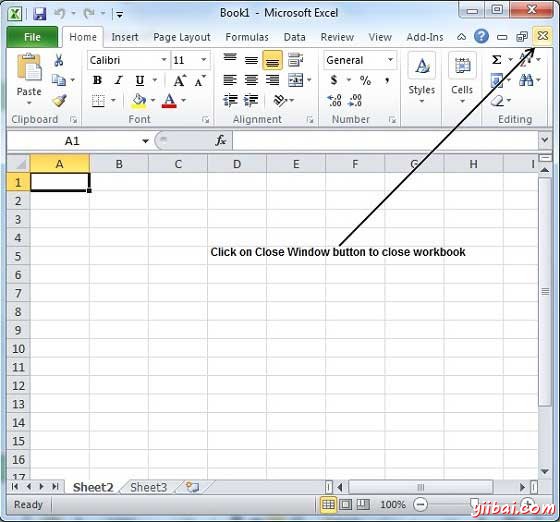 Book1 - Microsoft Excel
File Home Insert Page Layout Formulas Data Review View Add-Ins
Paste
Calibri 11
B I U
A A
General
$ % ,
.0 .00
.00 .0
Styles
Cells
Σ
Clipboard Font Alignment Number Editing
A1 fx
A B C D E F G H I
1
2
3
4
Click on Close Window button to close workbook
5
6
7
8
9
10
11
12
13
14
15
16
17
Sheet2 Sheet3
Ready 100%
yiibai.com